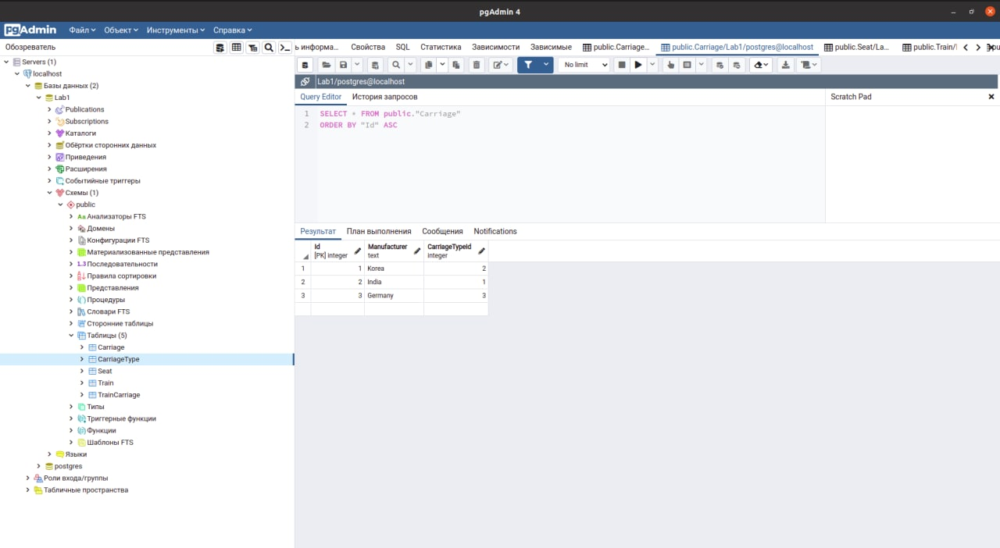 pgAdmin 4
pgAdmin Файл Объект Инструменты Справка
Обозреватель
ь информа... Свойства SQL Статистика Зависимости Зависимые public.Carriage... public.Carriage/Lab1/postgres@localhost public.Seat/La... public.Train/
No limit
Lab1/postgres@localhost
Query Editor История запросов
Scratch Pad
1 SELECT * FROM public."Carriage"
2 ORDER BY "Id" ASC
Результат План выполнения Сообщения Notifications
Id Manufacturer CarriageTypeId
[PK] integer text integer
1 1 Korea 2
2 2 India 1
3 3 Germany 3
Servers (1)
localhost
Базы данных (2)
Lab1
Publications
Subscriptions
Каталоги
Обёртки сторонних данных
Приведения
Расширения
Событийные триггеры
Схемы (1)
public
Анализаторы FTS
Домены
Конфигурации FTS
Материализованные представления
Последовательности
Правила сортировки
Представления
Процедуры
Словари FTS
Сторонние таблицы
Таблицы (5)
Carriage
CarriageType
Seat
Train
TrainCarriage
Типы
Триггерные функции
Функции
Шаблоны FTS
Языки
postgres
Роли входа/группы
Табличные пространства